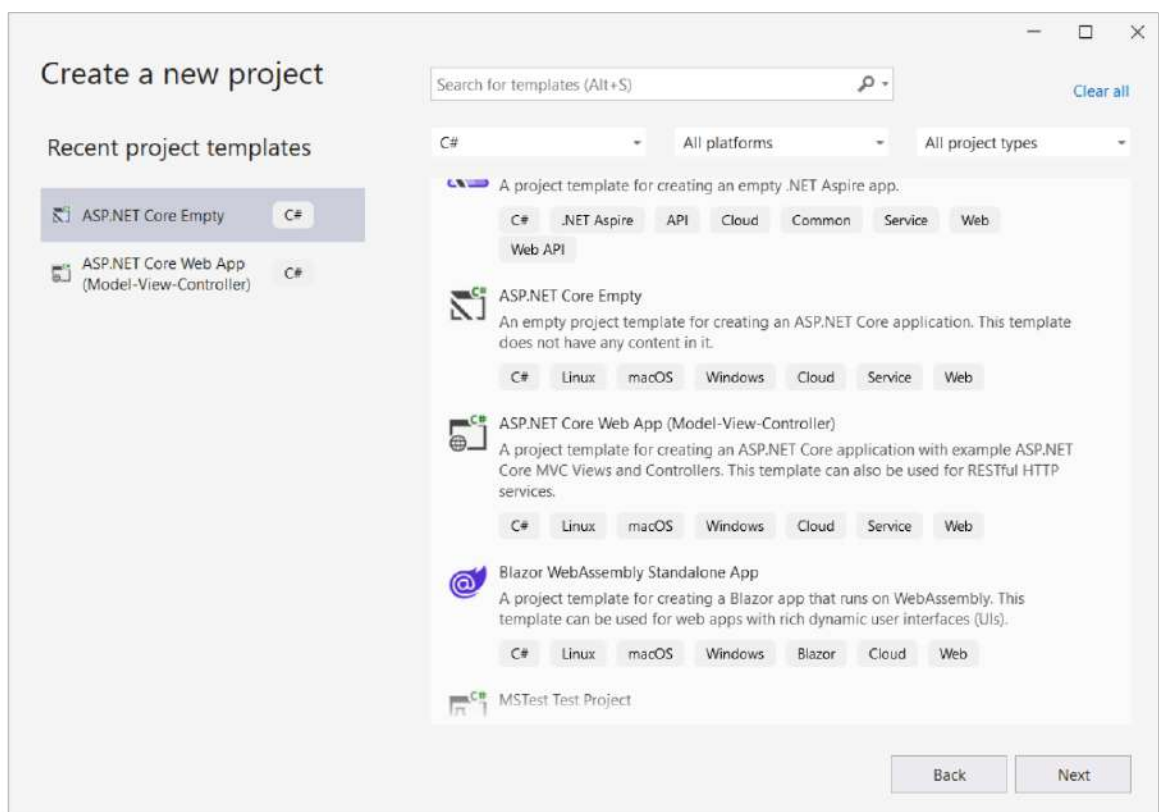 Create a new project
Search for templates (Alt+S)
Clear all
Recent project templates
C#
All platforms
All project types
ASP.NET Core Empty
C#
ASP.NET Core Web App
(Model-View-Controller)
C#
A project template for creating an empty .NET Aspire app.
C# .NET Aspire API Cloud Common Service Web
Web API
C#
ASP.NET Core Empty
An empty project template for creating an ASP.NET Core application. This template
does not have any content in it.
C# Linux macOS Windows Cloud Service Web
C#
ASP.NET Core Web App (Model-View-Controller)
A project template for creating an ASP.NET Core application with example ASP.NET
Core MVC Views and Controllers. This template can also be used for RESTful HTTP
services.
C# Linux macOS Windows Cloud Service Web
@
Blazor WebAssembly Standalone App
A project template for creating a Blazor app that runs on WebAssembly. This
template can be used for web apps with rich dynamic user interfaces (UIs).
C# Linux macOS Windows Blazor Cloud Web
C#
MSTest Test Project
Back
Next